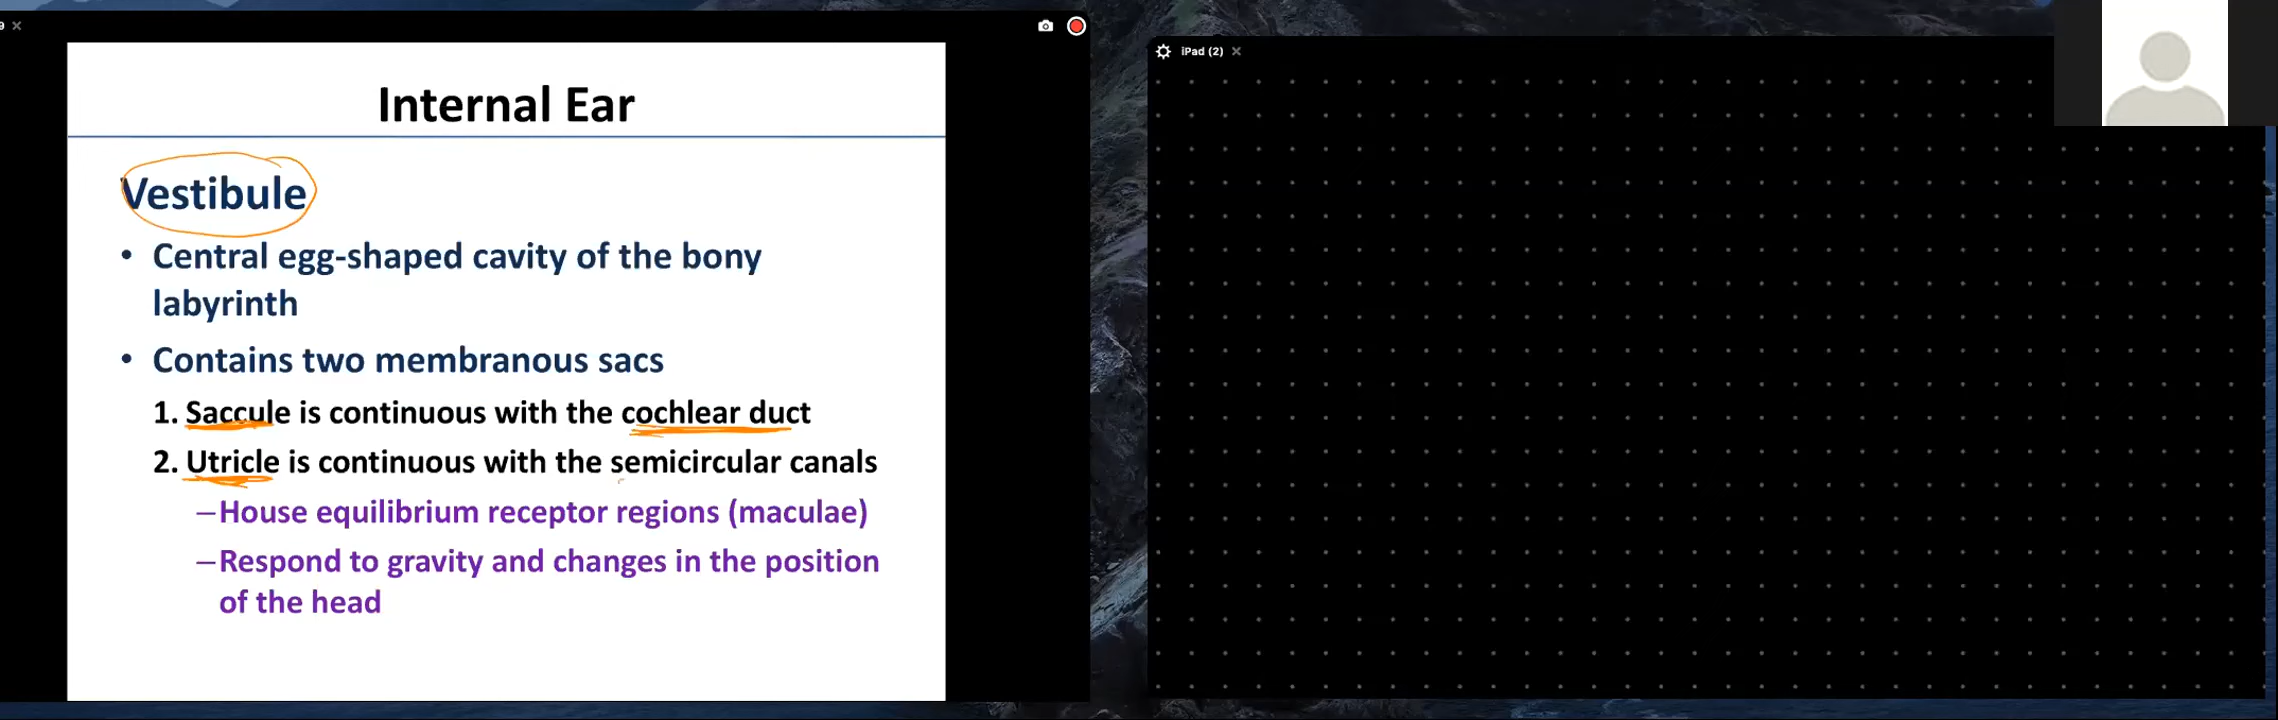 9
iPad (2)
Internal Ear
Vestibule
• Central egg-shaped cavity of the bony
labyrinth
• Contains two membranous sacs
1. Saccule is continuous with the cochlear duct
2. Utricle is continuous with the semicircular canals
–House equilibrium receptor regions (maculae)
–Respond to gravity and changes in the position
of the head